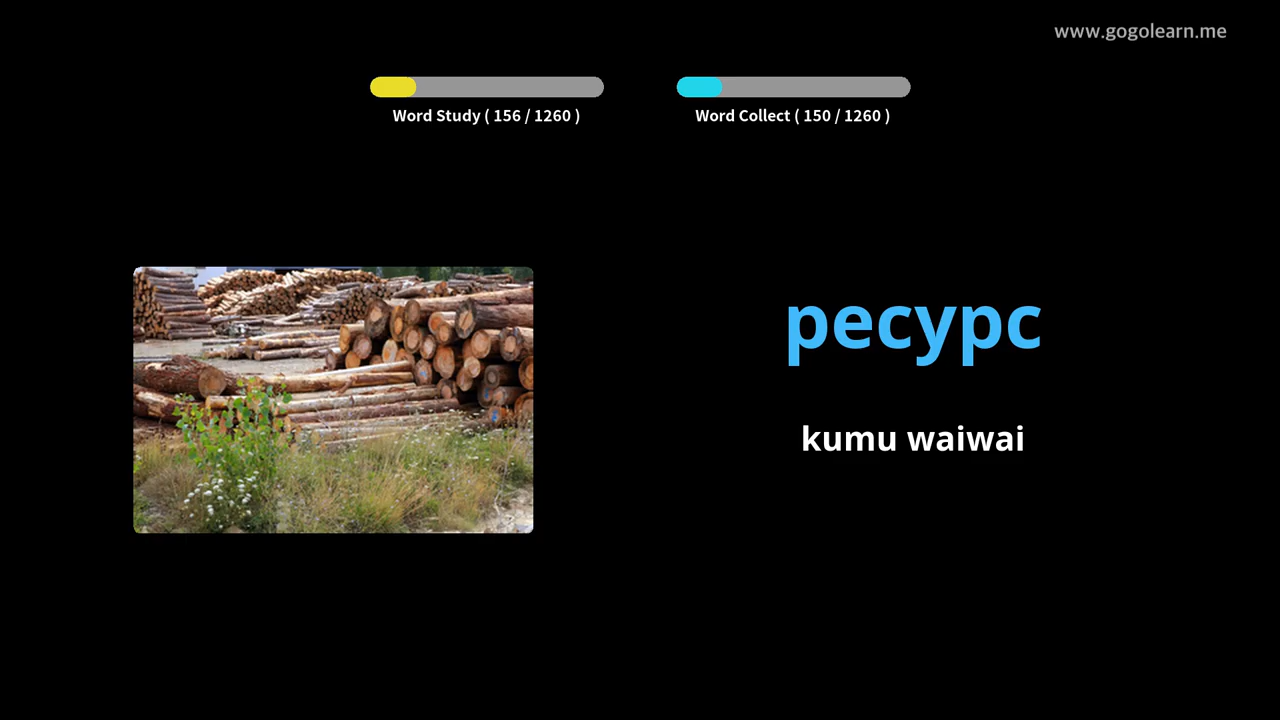 www.gogolearn.me
Word Study ( 156 / 1260 )
Word Collect ( 150 / 1260 )
ресурс
kumu waiwai